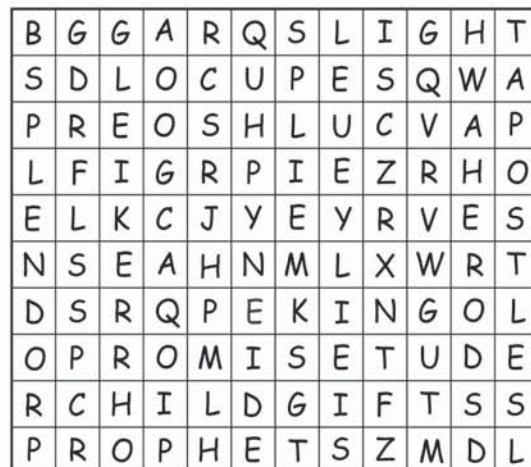 B G G A R Q S L I G H T
S D L O C U P E S Q W A
P R E O S H L U C V A P
L F I G R P I E Z R H O
E L K C J Y E Y R V E S
N S E A H N M L X W R T
D S R Q P E K I N G O L
O P R O M I S E T U D E
R C H I L D G I F T S S
P R O P H E T S Z M D L